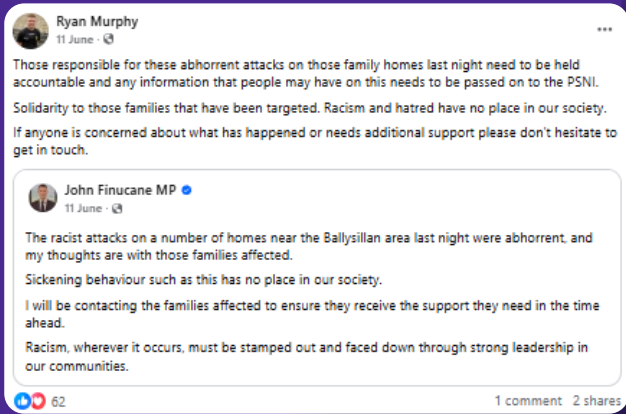 Ryan Murphy
11 June ·
Those responsible for these abhorrent attacks on those family homes last night need to be held
accountable and any information that people may have on this needs to be passed on to the PSNI.
Solidarity to those families that have been targeted. Racism and hatred have no place in our society.
If anyone is concerned about what has happened or needs additional support please don't hesitate to
get in touch.
John Finucane MP
11 June ·
The racist attacks on a number of homes near the Ballysillan area last night were abhorrent, and
my thoughts are with those families affected.
Sickening behaviour such as this has no place in our society.
I will be contacting the families affected to ensure they receive the support they need in the time
ahead.
Racism, wherever it occurs, must be stamped out and faced down through strong leadership in
our communities.
62
1 comment 2 shares